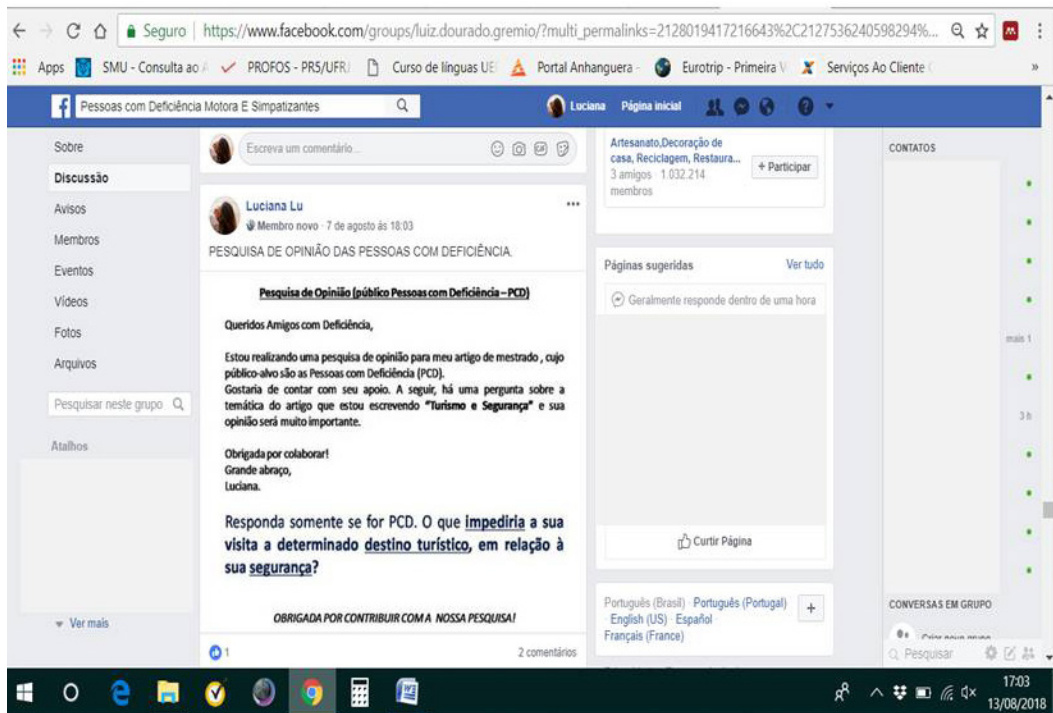 Seguro
https://www.facebook.com/groups/luiz.dourado.gremio/?multi_permalinks=2128019417216643%2C2127536240598294%...
Apps
SMU - Consulta ao
PROFOS - PR5/UFRJ
Curso de línguas UE
Portal Anhanguera -
Eurotrip - Primeira V
Serviços Ao Cliente
»
Pessoas com Deficiência Motora E Simpatizantes
Luciana
Página inicial
Sobre
Discussão
Avisos
Membros
Eventos
Vídeos
Fotos
Arquivos
Pesquisar neste grupo
Atalhos
Ver mais
Escreva um comentário...
Luciana Lu
Membro novo · 7 de agosto às 18:03
PESQUISA DE OPINIÃO DAS PESSOAS COM DEFICIÊNCIA.
Pesquisa de Opinião (público Pessoas com Deficiência – PCD)
Queridos Amigos com Deficiência,
Estou realizando uma pesquisa de opinião para meu artigo de mestrado , cujo
público-alvo são as Pessoas com Deficiência (PCD).
Gostaria de contar com seu apoio. A seguir, há uma pergunta sobre a
temática do artigo que estou escrevendo “Turismo e Segurança” e sua
opinião será muito importante.
Obrigada por colaborar!
Grande abraço,
Luciana.
Responda somente se for PCD. O que impediria a sua
visita a determinado destino turístico, em relação à
sua segurança?
OBRIGADA POR CONTRIBUIR COM A NOSSA PESQUISA!
1
2 comentários
Artesanato,Decoração de
casa, Reciclagem, Restaura...
3 amigos · 1.032.214
membros
+ Participar
Páginas sugeridas
Ver tudo
Geralmente responde dentro de uma hora
Curtir Página
Português (Brasil) · Português (Portugal) ·
English (US) · Español ·
Français (France)
+
CONTATOS
mais 1
3 h
CONVERSAS EM GRUPO
Criar novo grupo
Pesquisar
17:03
13/08/2018